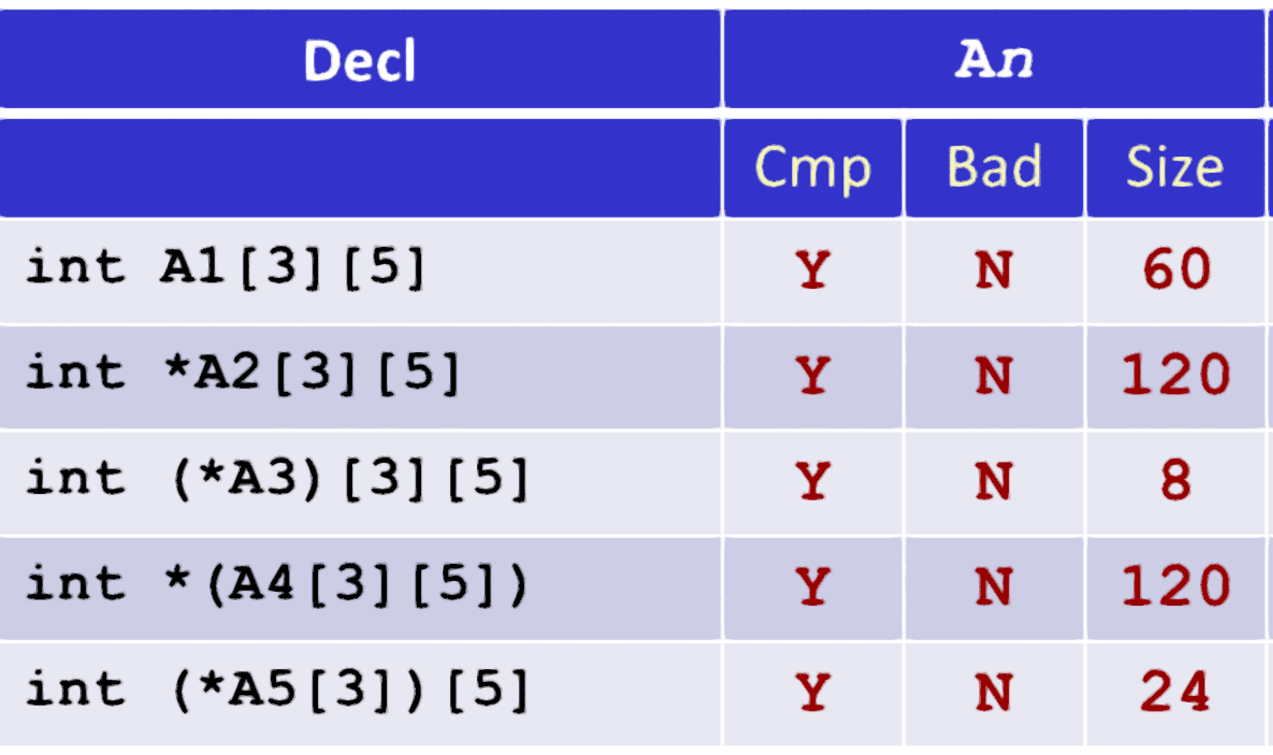 Decl An
Cmp Bad Size
int A1[3][5] Y N 60
int *A2[3][5] Y N 120
int (*A3)[3][5] Y N 8
int *(A4[3][5]) Y N 120
int (*A5[3])[5] Y N 24